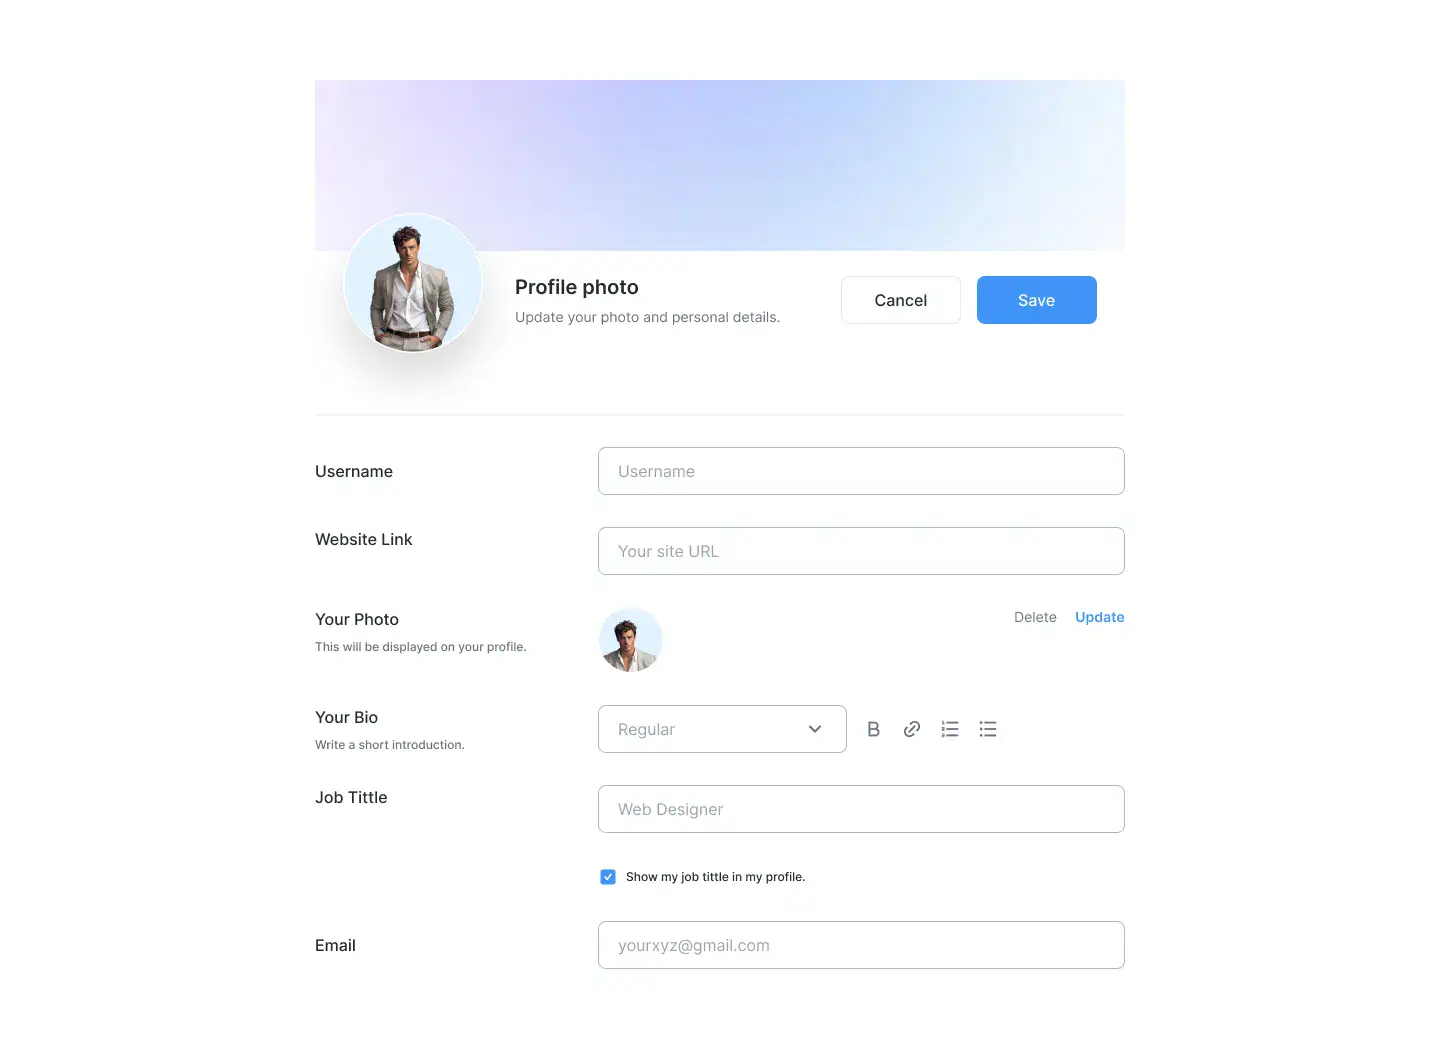 Profile photo
Update your photo and personal details.
Cancel
Save
Username
Username
Website Link
Your site URL
Your Photo
This will be displayed on your profile.
Delete
Update
Your Bio
Write a short introduction.
Regular
B
Job Tittle
Web Designer
Show my job tittle in my profile.
Email
yourxyz@gmail.com